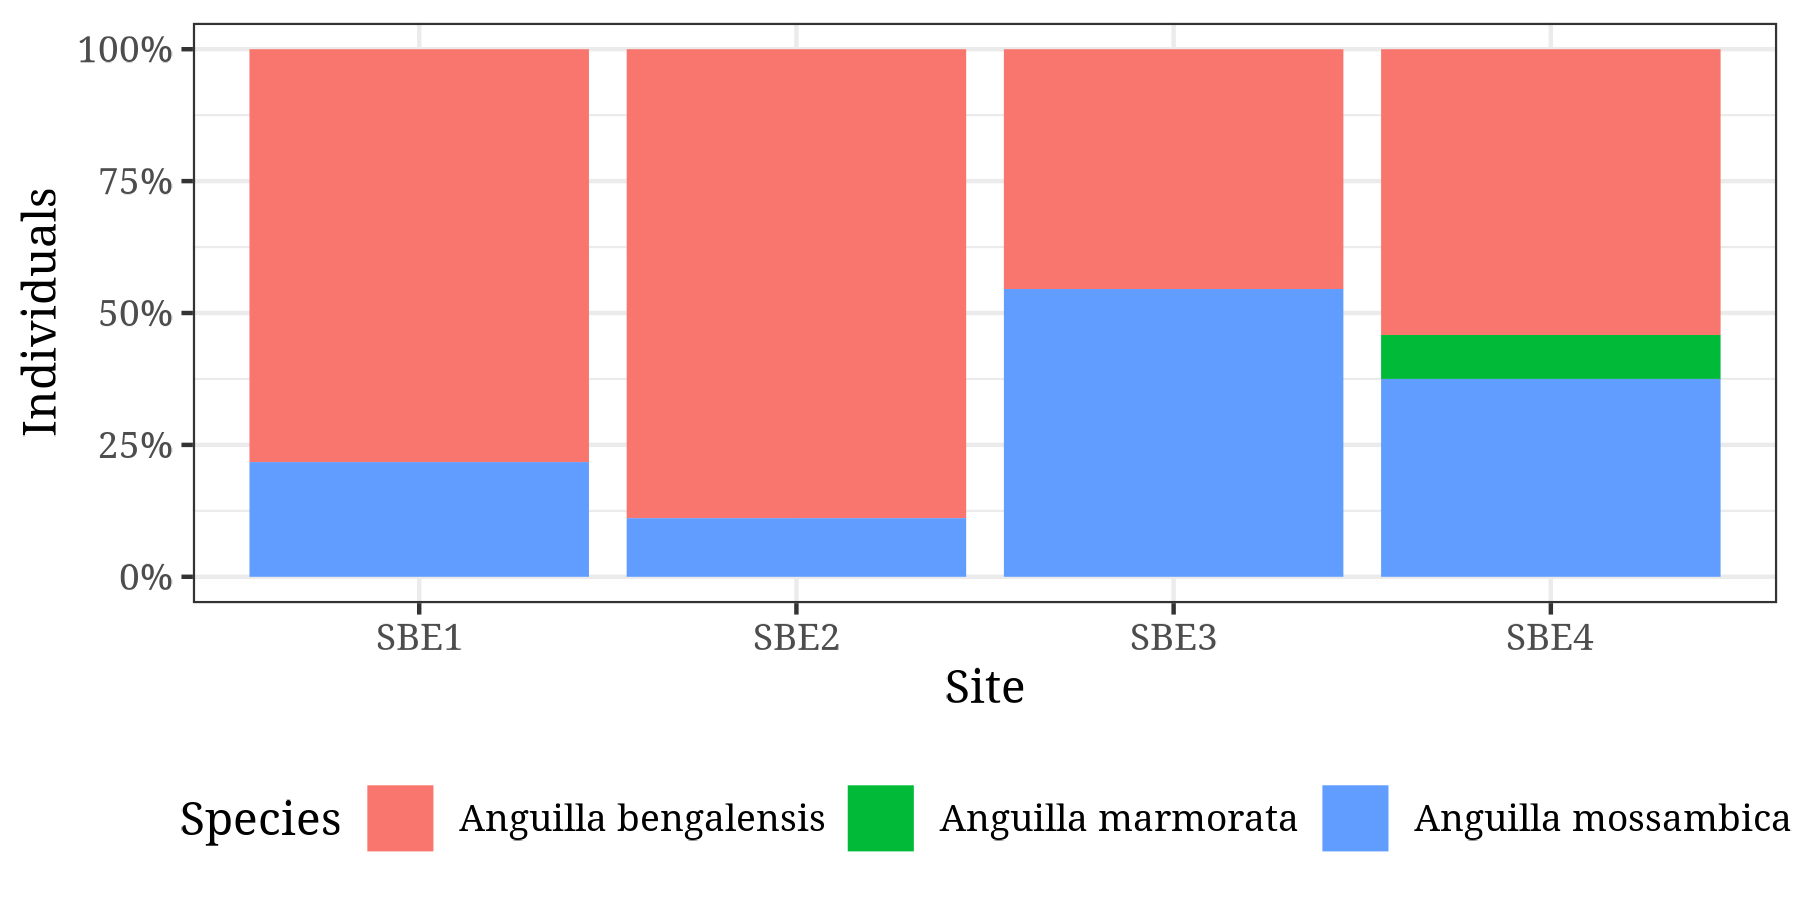 100%
75%
50%
25%
0%
Individuals
SBE1 SBE2 SBE3 SBE4
Site
Species Anguilla bengalensis Anguilla marmorata Anguilla mossambica